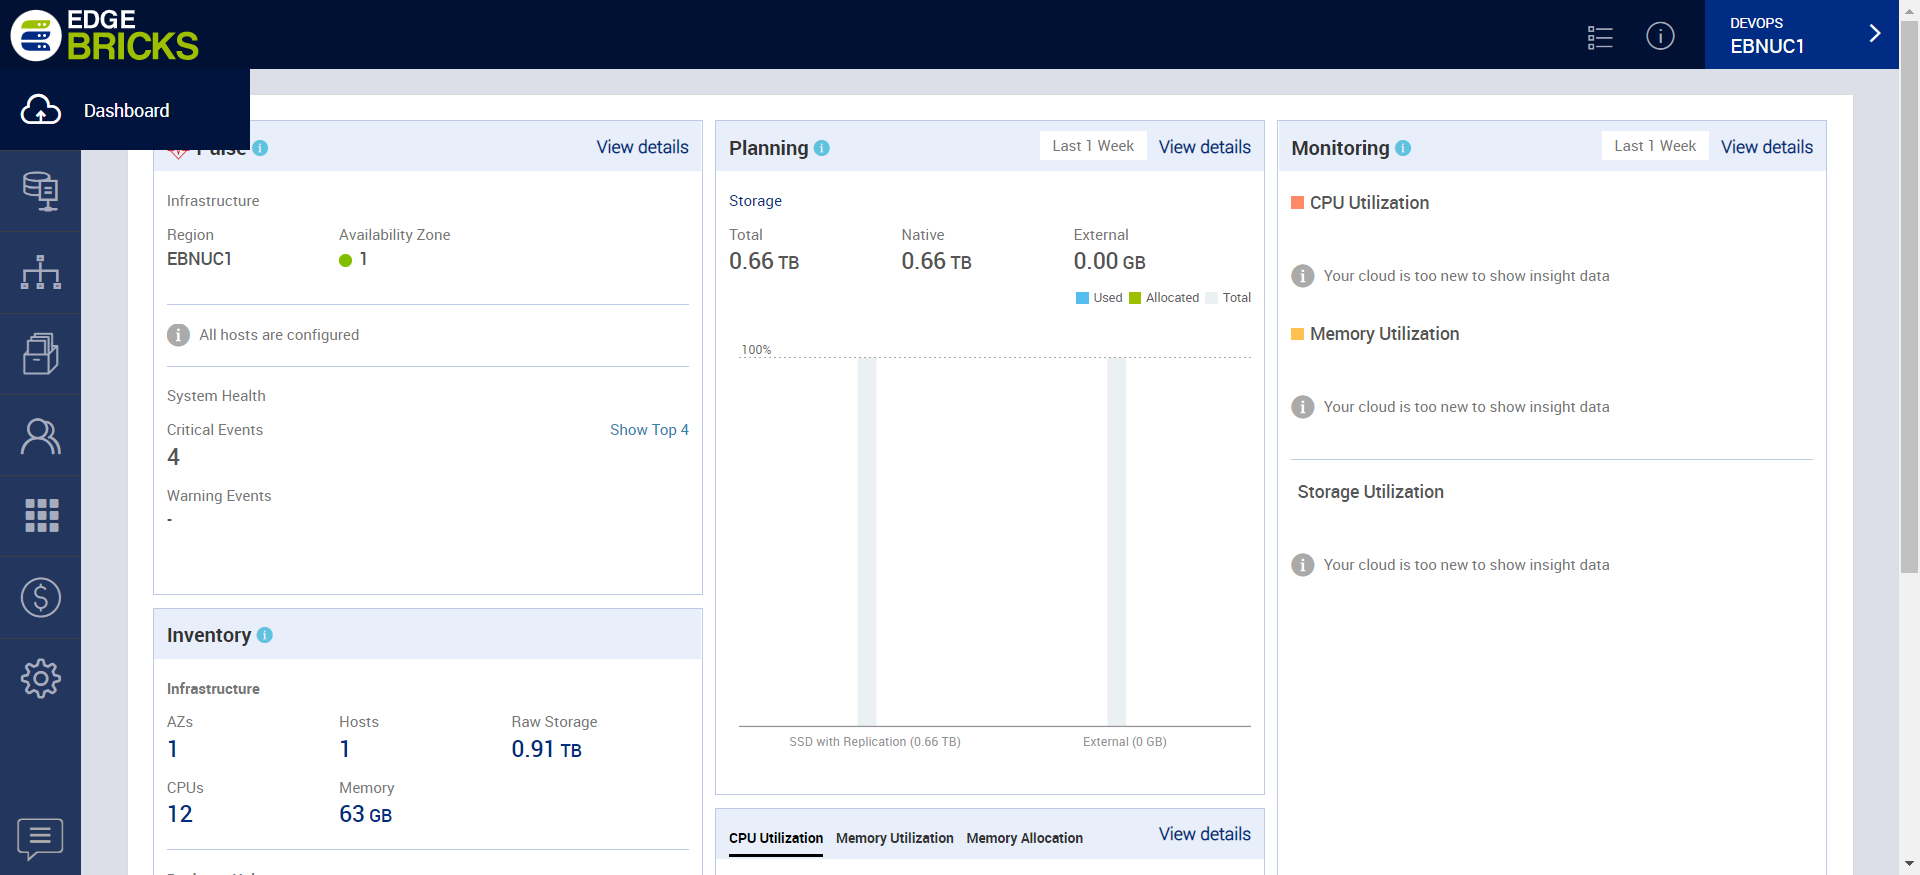 EDGE
BRICKS
DEVOPS
EBNUC1
Dashboard
Pulse
View details
Infrastructure
Region
Availability Zone
EBNUC1
1
All hosts are configured
System Health
Critical Events
Show Top 4
4
Warning Events
-
Inventory
Infrastructure
AZs
Hosts
Raw Storage
1
1
0.91 TB
CPUs
Memory
12
63 GB
Planning
Last 1 Week
View details
Storage
Total
Native
External
0.66 TB
0.66 TB
0.00 GB
Used
Allocated
Total
100%
SSD with Replication (0.66 TB)
External (0 GB)
CPU Utilization
Memory Utilization
Memory Allocation
View details
Monitoring
Last 1 Week
View details
CPU Utilization
Your cloud is too new to show insight data
Memory Utilization
Your cloud is too new to show insight data
Storage Utilization
Your cloud is too new to show insight data